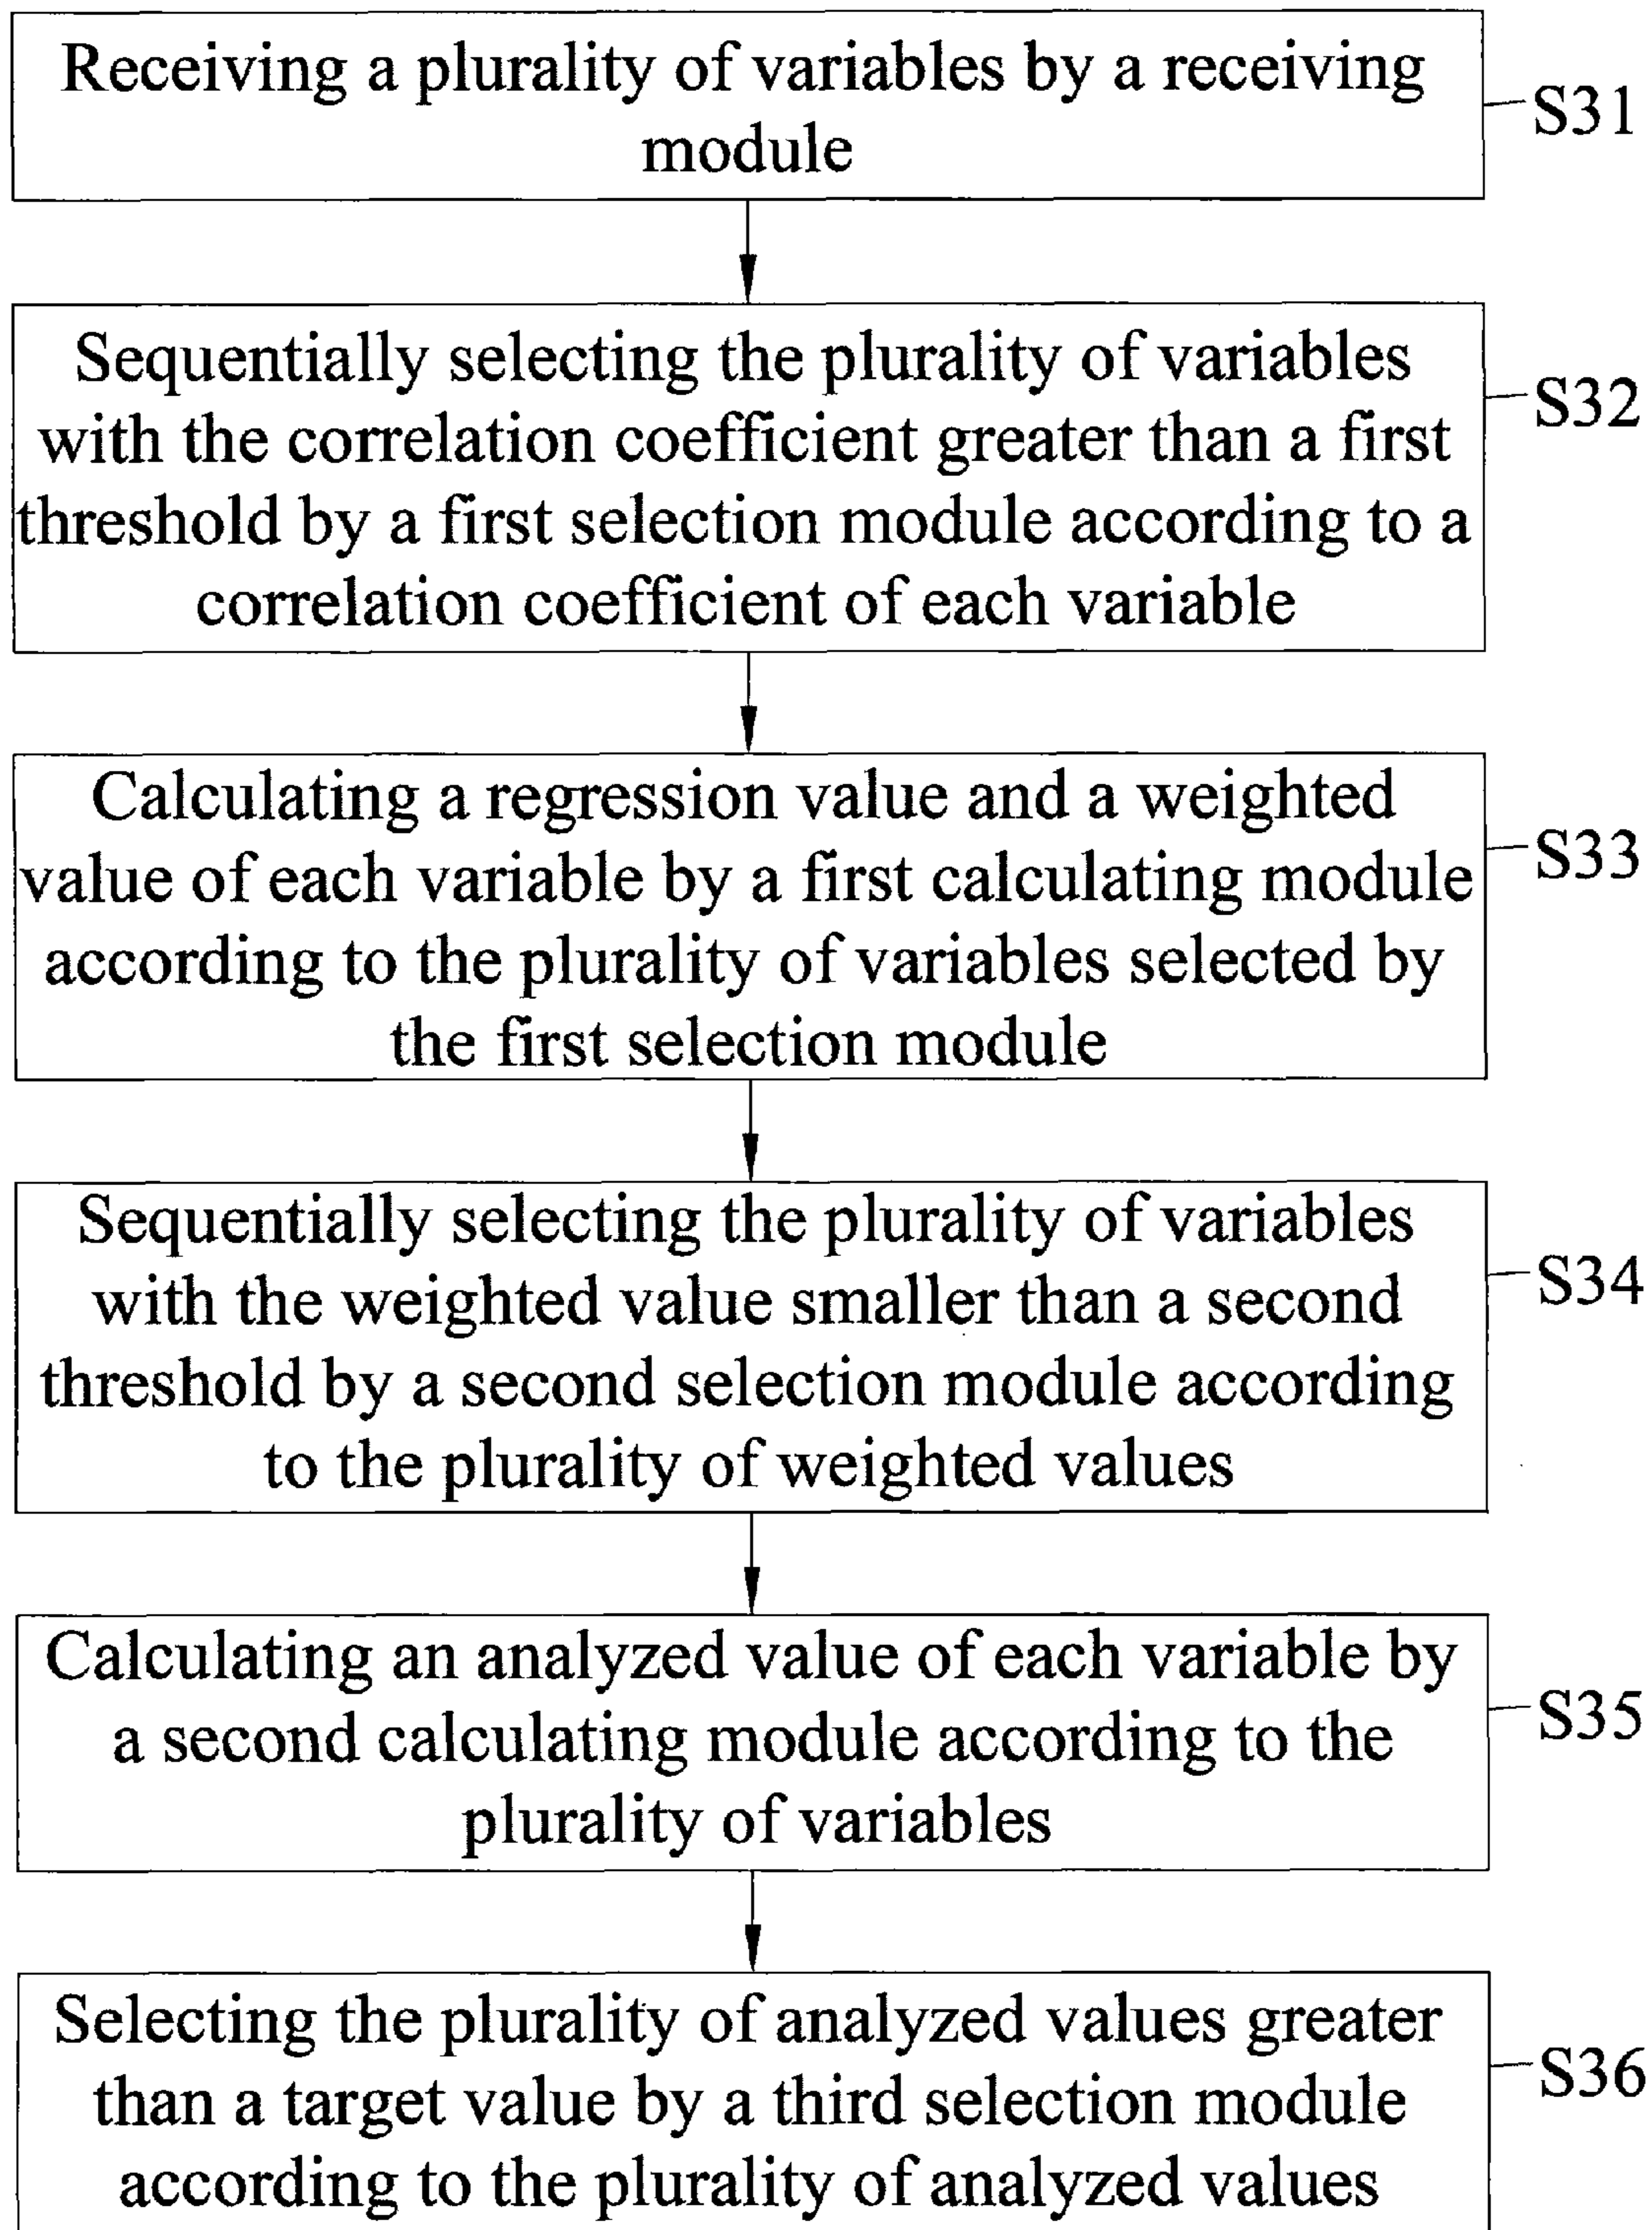 Receiving a plurality of variables by a receiving
module
S31
Sequentially selecting the plurality of variables
with the correlation coefficient greater than a first
threshold by a first selection module according to a
correlation coefficient of each variable
S32
Calculating a regression value and a weighted
value of each variable by a first calculating module
according to the plurality of variables selected by
the first selection module
S33
Sequentially selecting the plurality of variables
with the weighted value smaller than a second
threshold by a second selection module according
to the plurality of weighted values
S34
Calculating an analyzed value of each variable by
a second calculating module according to the
plurality of variables
S35
Selecting the plurality of analyzed values greater
than a target value by a third selection module
according to the plurality of analyzed values
S36